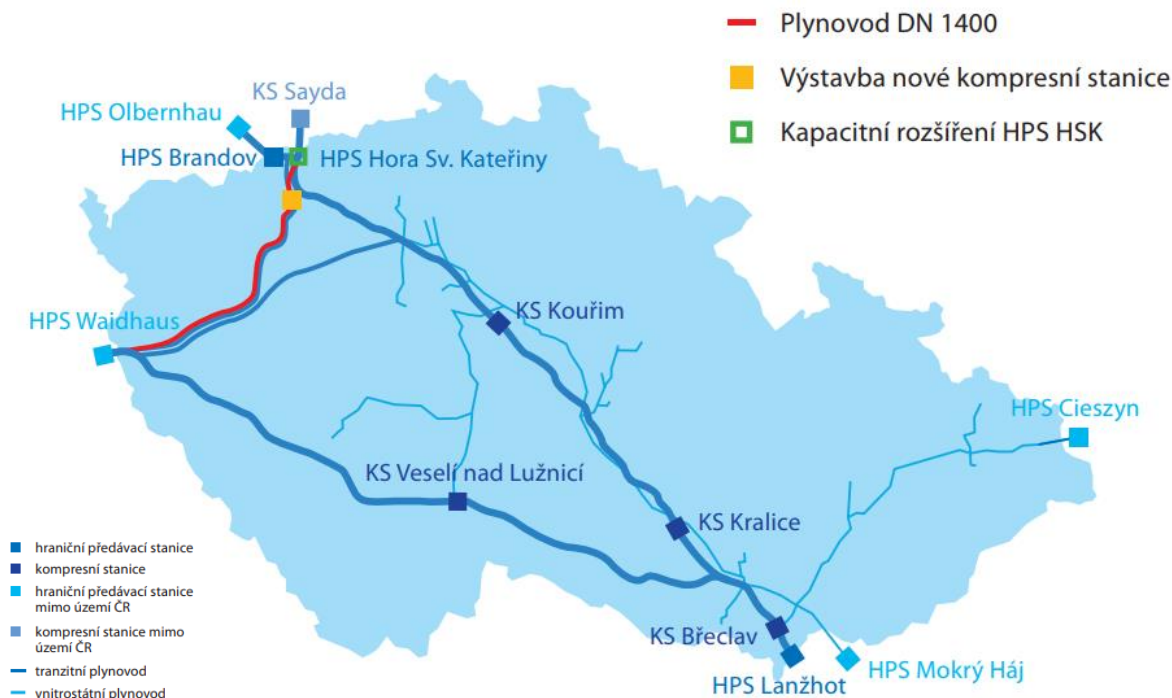 Plynovod DN 1400
Výstavba nové kompresní stanice
Kapacitní rozšíření HPS HSK
KS Sayda
HPS Olbernhau
HPS Brandov
HPS Hora Sv. Kateřiny
KS Kouřim
HPS Waidhaus
HPS Cieszyn
KS Veselí nad Lužnicí
KS Kralice
KS Břeclav
HPS Mokrý Háj
HPS Lanžhot
hraniční předávací stanice
kompresní stanice
hraniční předávací stanice
mimo území ČR
kompresní stanice mimo
území ČR
tranzitní plynovod
vnitrostátní plynovod